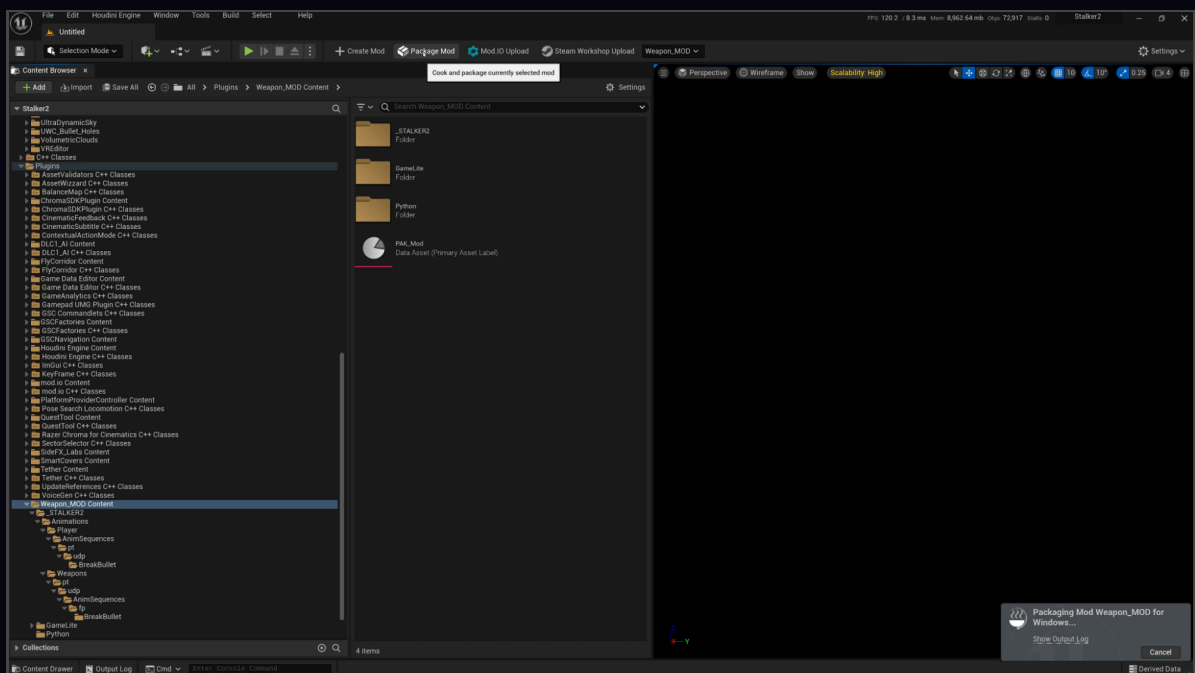 File Edit Houdini Engine Window Tools Build Select Help
FPS: 120.2 / 8.3 ms Mem: 8,962.64 mb Objs: 72,917 Stalls: 0 Stalker2
Untitled
Selection Mode
Create Mod Package Mod Mod.IO Upload Steam Workshop Upload Weapon_MOD Settings
Cook and package currently selected mod
Content Browser
Add Import Save All All > Plugins > Weapon_MOD Content > Settings
Perspective Wireframe Show Scalability: High 10 10° 0.25 4
Stalker2
Search Weapon_MOD Content
UltraDynamicSky
UWC_Bullet_Holes
VolumetricClouds
VREditor
C++ Classes
Plugins
AssetValidators C++ Classes
AssetWizzard C++ Classes
BalanceMap C++ Classes
ChromaSDKPlugin Content
ChromaSDKPlugin C++ Classes
CinematicFeedback C++ Classes
CinematicSubtitle C++ Classes
ContextualActionMode C++ Classes
DLC1_AI Content
DLC1_AI C++ Classes
FlyCorridor Content
FlyCorridor C++ Classes
Game Data Editor Content
Game Data Editor C++ Classes
GameAnalytics C++ Classes
Gamepad UMG Plugin C++ Classes
GSC Commandlets C++ Classes
GSCFactories Content
GSCFactories C++ Classes
GSCNavigation Content
Houdini Engine Content
Houdini Engine C++ Classes
ImGui C++ Classes
KeyFrame C++ Classes
mod.io Content
mod.io C++ Classes
PlatformProviderController Content
Pose Search Locomotion C++ Classes
QuestTool Content
QuestTool C++ Classes
Razer Chroma for Cinematics C++ Classes
SectorSelector C++ Classes
SideFX_Labs Content
SmartCovers Content
Tether Content
Tether C++ Classes
UpdateReferences C++ Classes
VoiceGen C++ Classes
Weapon_MOD Content
_STALKER2
Animations
Player
AnimSequences
pt
udp
BreakBullet
Weapons
pt
udp
AnimSequences
fp
BreakBullet
GameLite
Python
_STALKER2
Folder
GameLite
Folder
Python
Folder
PAK_Mod
Data Asset (Primary Asset Label)
Collections
4 items
Z
X Y
Packaging Mod Weapon_MOD for
Windows...
Show Output Log
Cancel
Content Drawer Output Log Cmd Enter Console Command Derived Data